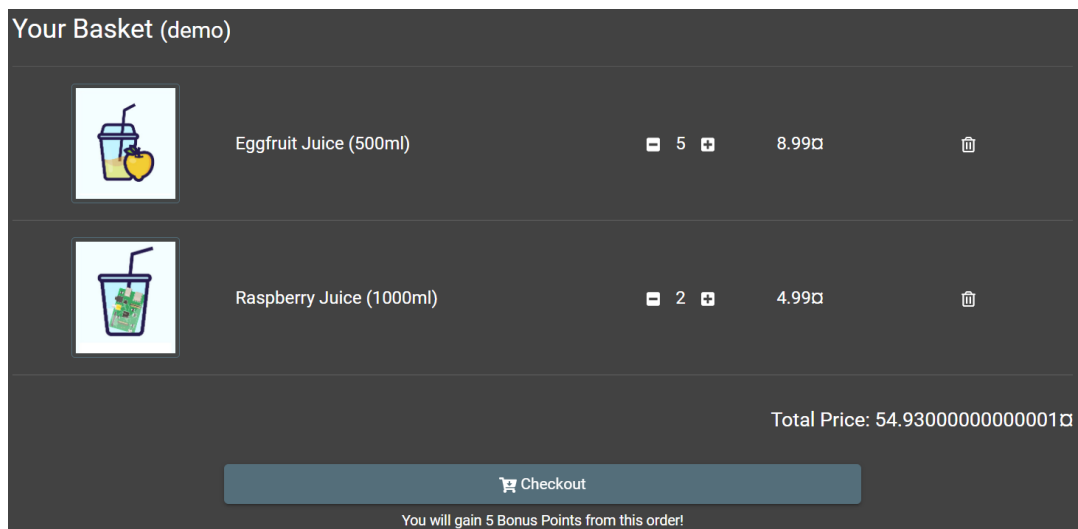 Your Basket (demo)
Eggfruit Juice (500ml) 5 8.99¤
Raspberry Juice (1000ml) 2 4.99¤
Total Price: 54.93000000000001¤
Checkout
You will gain 5 Bonus Points from this order!